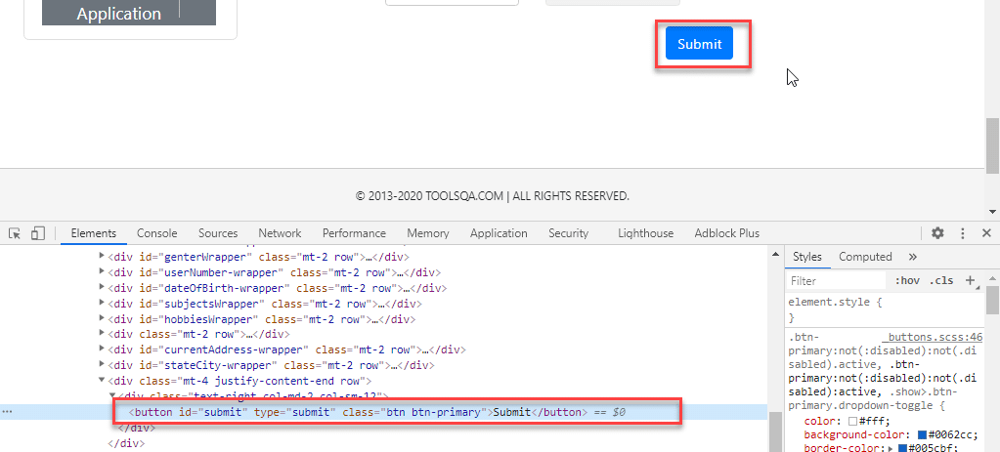 Application
Submit
© 2013-2020 TOOLSQA.COM | ALL RIGHTS RESERVED.
Elements Console Sources Network Performance Memory Application Security Lighthouse Adblock Plus
<div id="genterWrapper" class="mt-2 row">…</div>
<div id="userNumber-wrapper" class="mt-2 row">…</div>
<div id="dateOfBirth-wrapper" class="mt-2 row">…</div>
<div id="subjectsWrapper" class="mt-2 row">…</div>
<div id="hobbiesWrapper" class="mt-2 row">…</div>
<div class="mt-2 row">…</div>
<div id="currentAddress-wrapper" class="mt-2 row">…</div>
<div id="stateCity-wrapper" class="mt-2 row">…</div>
<div class="mt-4 justify-content-end row">
<div class="text-right col-md-2 col-sm-12">
<button id="submit" type="submit" class="btn btn-primary">Submit</button> == $0
</div>
</div>
Styles Computed »
Filter :hov .cls +
element.style {
}
.btn- _buttons.scss:46
primary:not(:disabled):not(.di
sabled).active, .btn-
primary:not(:disabled):not(.di
sabled):active, .show>.btn-
primary.dropdown-toggle {
color: #fff;
background-color: #0062cc;
border-color: #005cbf;